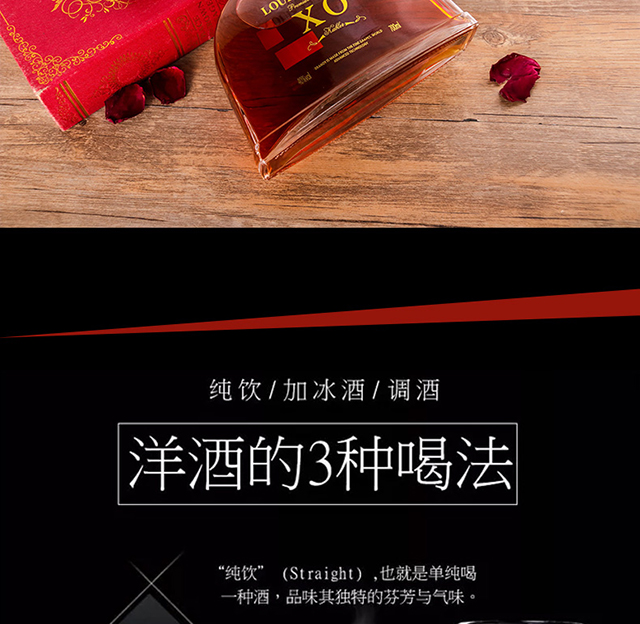 XO
纯饮/加冰酒/调酒
洋酒的3种喝法
“纯饮” (Straight) ,也就是单纯喝
一种酒，品味其独特的芬芳与气味。